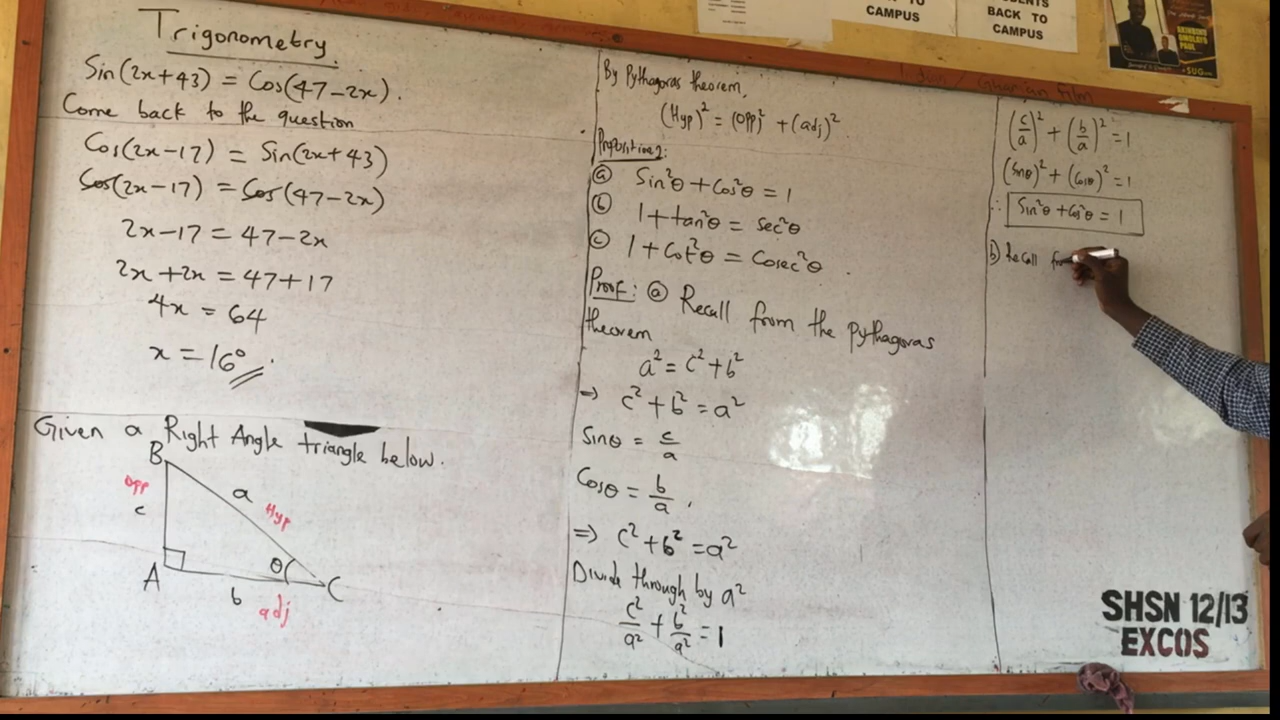 TO
CAMPUS
STUDENTS
BACK TO
CAMPUS
+SUG
Trigonometry.
Sin(2x+43) = Cos(47-2x).
Come back to the question
Cos(2x-17) = Sin(2x+43)
Cos(2x-17) = Cos(47-2x)
2x-17 = 47-2x
2x+2x = 47+17
4x = 64
x = 16°
Given a Right Angle triangle below.
B
opp
c
a
Hyp
A
θ
C
b
adj
By Pythagoras theorem,
(Hyp)² = (opp)² + (adj)²
(a) Sin²θ + Cos²θ = 1
(b) 1 + tan²θ = sec²θ
(c) 1 + Cot²θ = Cosec²θ.
Proof: (a) Recall from the pythagoras
theorem
a² = c² + b²
⇒ c² + b² = a²
Sinθ = c/a
Cosθ = b/a,
⇒ c² + b² = a²
Divide through by a²
c²/a² + b²/a² = 1
(c/a)² + (b/a)² = 1
(Sinθ)² + (Cosθ)² = 1
∴ Sin²θ + Cos²θ = 1
b) Recall
SHSN 12/13
EXCOS